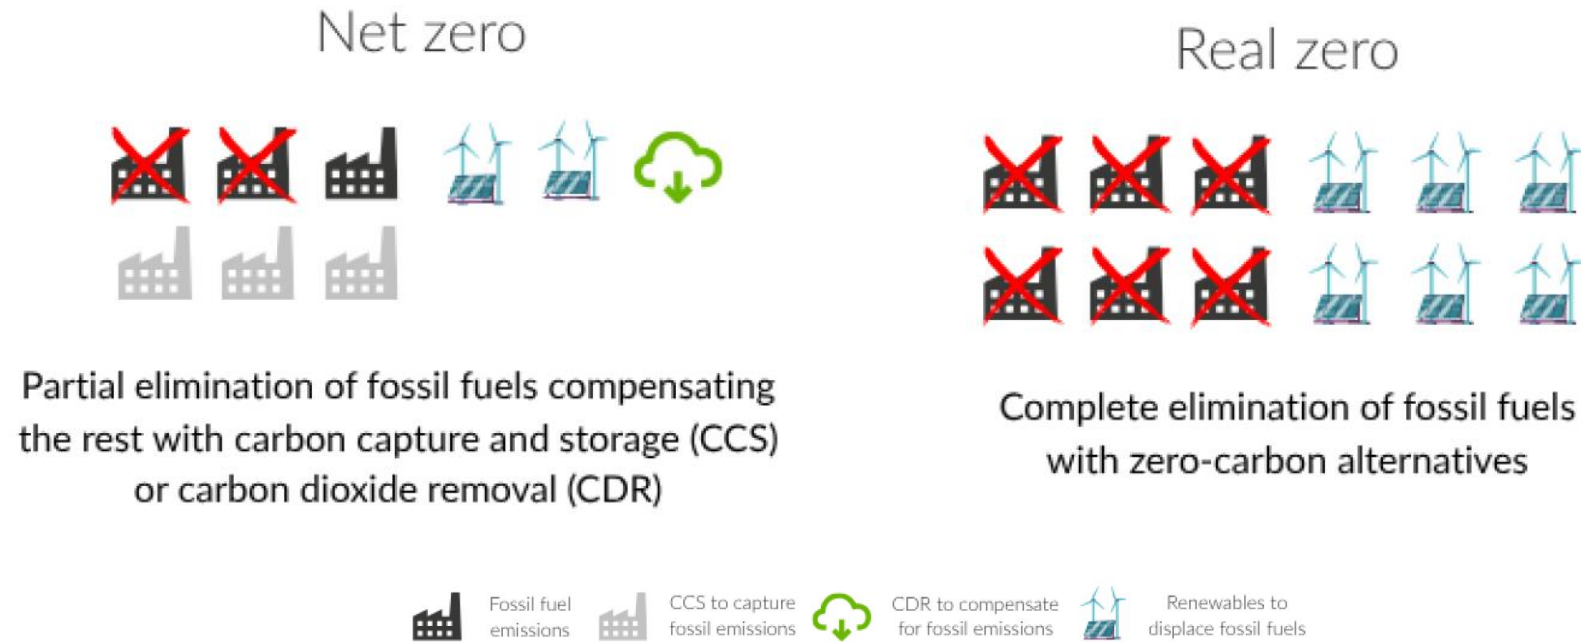 Net zero
Real zero
Partial elimination of fossil fuels compensating
the rest with carbon capture and storage (CCS)
or carbon dioxide removal (CDR)
Complete elimination of fossil fuels
with zero-carbon alternatives
Fossil fuel
emissions
CCS to capture
fossil emissions
CDR to compensate
for fossil emissions
Renewables to
displace fossil fuels